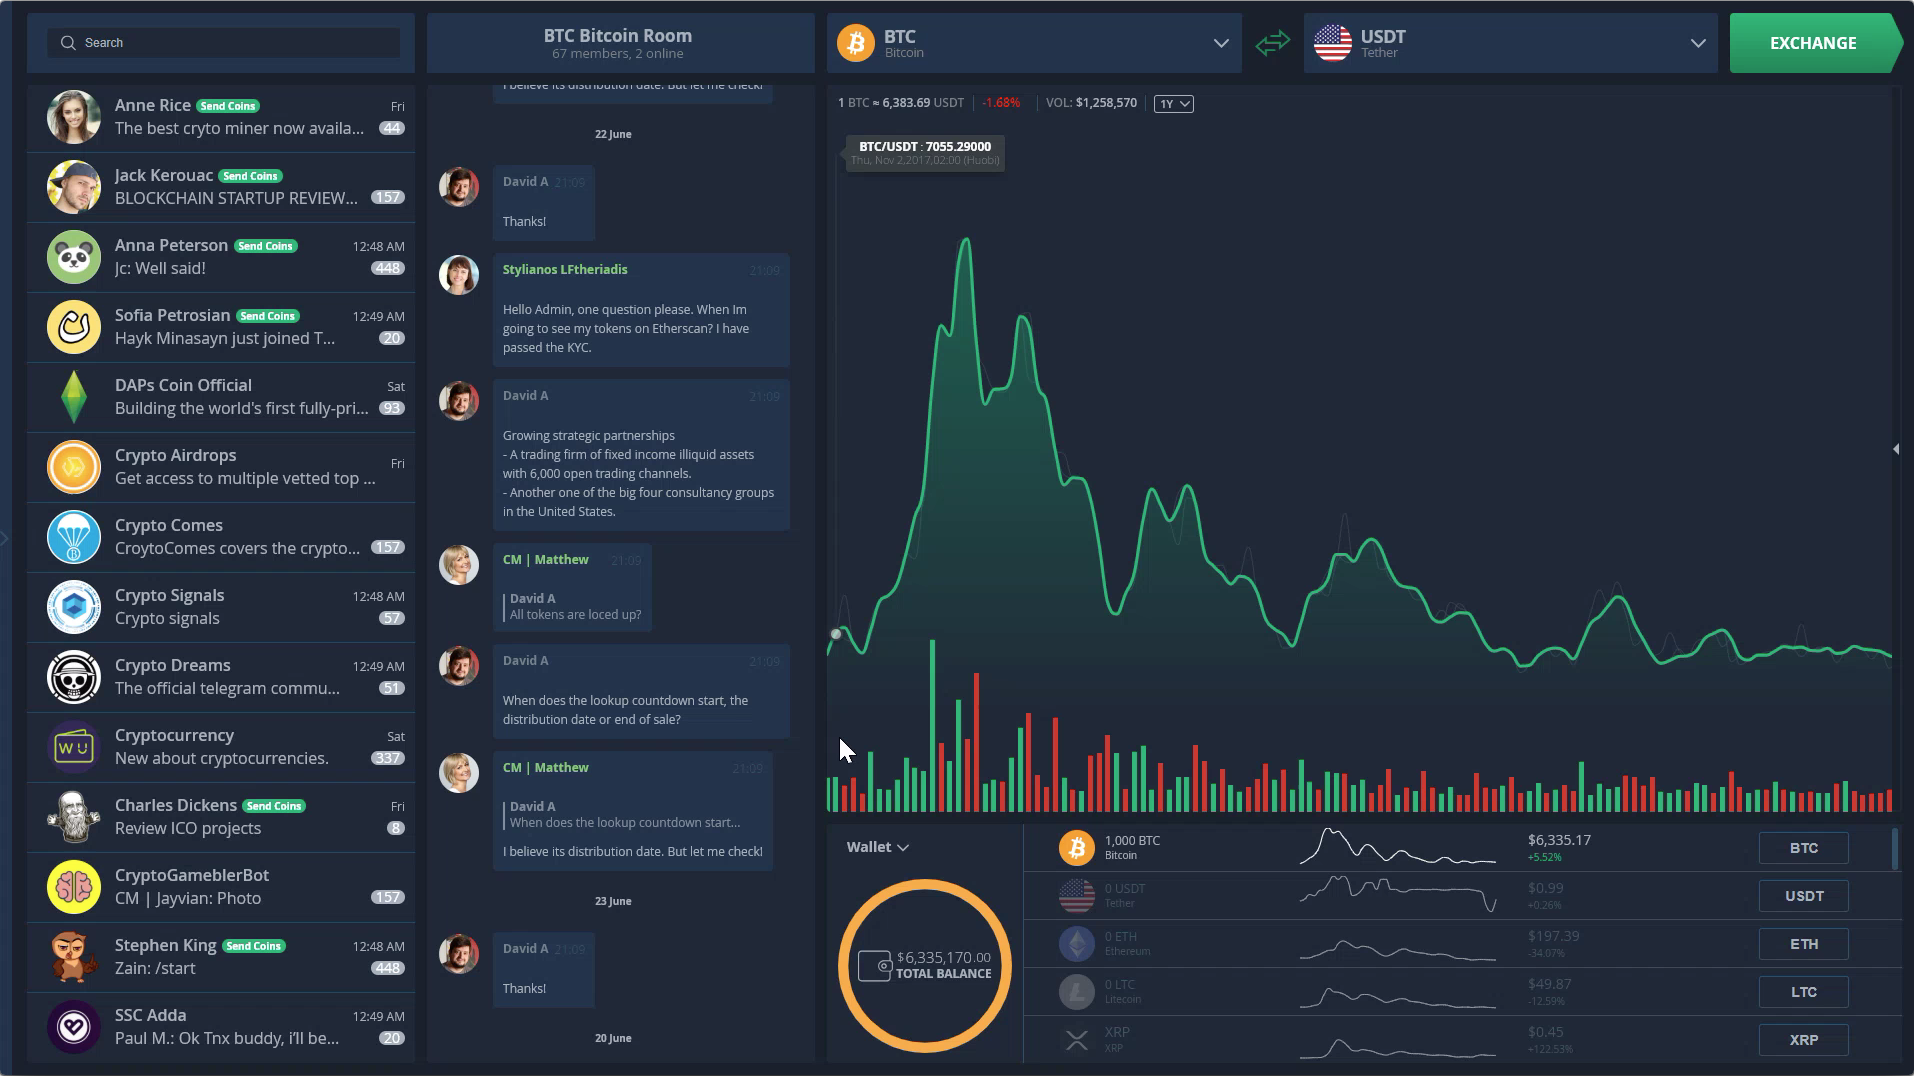 Search
Anne Rice Send Coins Fri
The best cryto miner now availa... 44
Jack Kerouac Send Coins
BLOCKCHAIN STARTUP REVIEW... 157
Anna Peterson Send Coins 12:48 AM
Jc: Well said! 448
Sofia Petrosian Send Coins 12:49 AM
Hayk Minasayn just joined T... 20
DAPs Coin Official Sat
Building the world's first fully-pri... 93
Crypto Airdrops Fri
Get access to multiple vetted top ...
Crypto Comes
CroytoComes covers the crypto... 157
Crypto Signals 12:48 AM
Crypto signals 57
Crypto Dreams 12:49 AM
The official telegram commu... 51
W U
Cryptocurrency Sat
New about cryptocurrencies. 337
Charles Dickens Send Coins Fri
Review ICO projects 8
CryptoGameblerBot
CM | Jayvian: Photo 157
Stephen King Send Coins 12:48 AM
Zain: /start 448
SSC Adda 12:49 AM
Paul M.: Ok Tnx buddy, i'll be... 20
BTC Bitcoin Room
67 members, 2 online
I believe its distribution date. But let me check!
22 June
David A 21:09
Thanks!
Stylianos LFtheriadis 21:09
Hello Admin, one question please. When Im
going to see my tokens on Etherscan? I have
passed the KYC.
David A 21:09
Growing strategic partnerships
- A trading firm of fixed income illiquid assets
with 6,000 open trading channels.
- Another one of the big four consultancy groups
in the United States.
CM | Matthew 21:09
David A
All tokens are loced up?
David A 21:09
When does the lookup countdown start, the
distribution date or end of sale?
CM | Matthew 21:09
David A
When does the lookup countdown start...
I believe its distribution date. But let me check!
23 June
David A 21:09
Thanks!
20 June
BTC
Bitcoin
USDT
Tether
EXCHANGE
1 BTC ≈ 6,383.69 USDT -1.68% VOL: $1,258,570 1Y
BTC/USDT : 7055.29000
Thu, Nov 2,2017,02:00 (Huobi)
Wallet
$6,335,170.00
TOTAL BALANCE
1,000 BTC $6,335.17 BTC
Bitcoin +5.52%
0 USDT $0.99 USDT
Tether +0.26%
0 ETH $197.39 ETH
Ethereum -34.07%
0 LTC $49.87 LTC
Litecoin -12.59%
XRP $0.45 XRP
XRP +122.53%